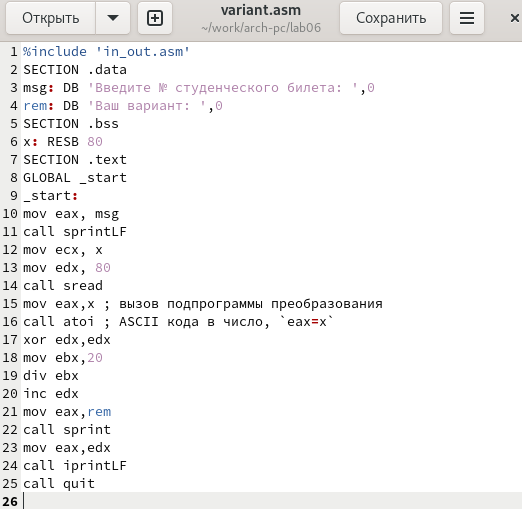 Открыть
variant.asm
~/work/arch-pc/lab06
Сохранить
1 %include 'in_out.asm'
2 SECTION .data
3 msg: DB 'Введите № студенческого билета: ',0
4 rem: DB 'Ваш вариант: ',0
5 SECTION .bss
6 x: RESB 80
7 SECTION .text
8 GLOBAL _start
9 _start:
10 mov eax, msg
11 call sprintLF
12 mov ecx, x
13 mov edx, 80
14 call sread
15 mov eax,x ; вызов подпрограммы преобразования
16 call atoi ; ASCII кода в число, `eax=x`
17 xor edx,edx
18 mov ebx,20
19 div ebx
20 inc edx
21 mov eax,rem
22 call sprint
23 mov eax,edx
24 call iprintLF
25 call quit
26